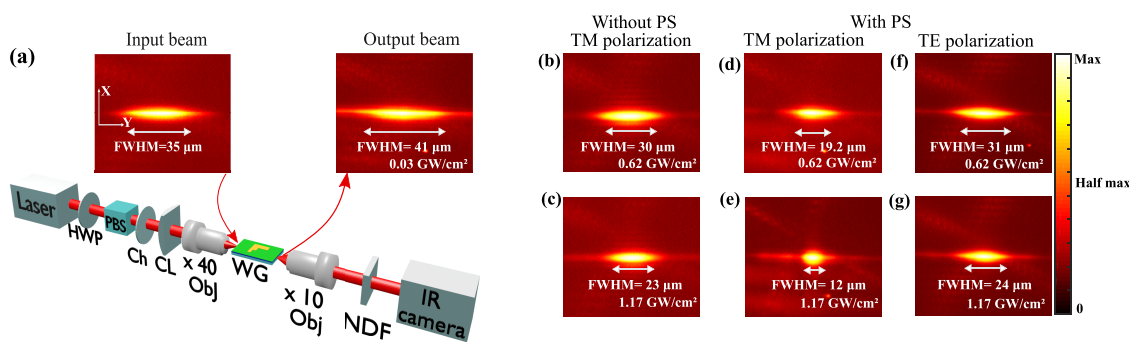 (a)
Input beam
Output beam
X
Y
FWHM=35 µm
FWHM= 41 µm
0.03 GW/cm²
Laser
HWP
PBS
Ch
CL
x 40
Obj
WG
x 10
Obj
NDF
IR
camera
Without PS
TM polarization
With PS
TM polarization
TE polarization
(b)
FWHM= 30 µm
0.62 GW/cm²
(d)
FWHM= 19.2 µm
0.62 GW/cm²
(f)
FWHM= 31 µm
0.62 GW/cm²
(c)
FWHM= 23 µm
1.17 GW/cm²
(e)
FWHM= 12 µm
1.17 GW/cm²
(g)
FWHM= 24 µm
1.17 GW/cm²
Max
Half max
0